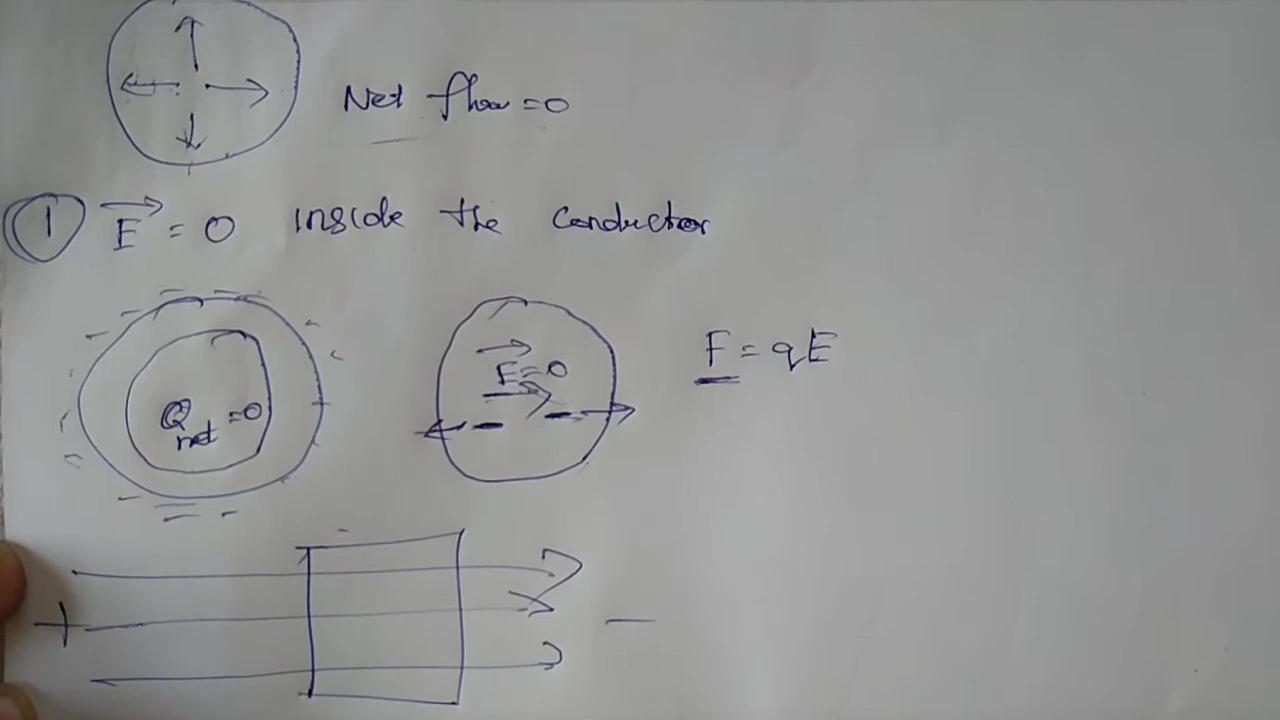 Net flow = 0
1 E = 0 inside the conductor
Q net = 0
E = 0
F = qE
+ −